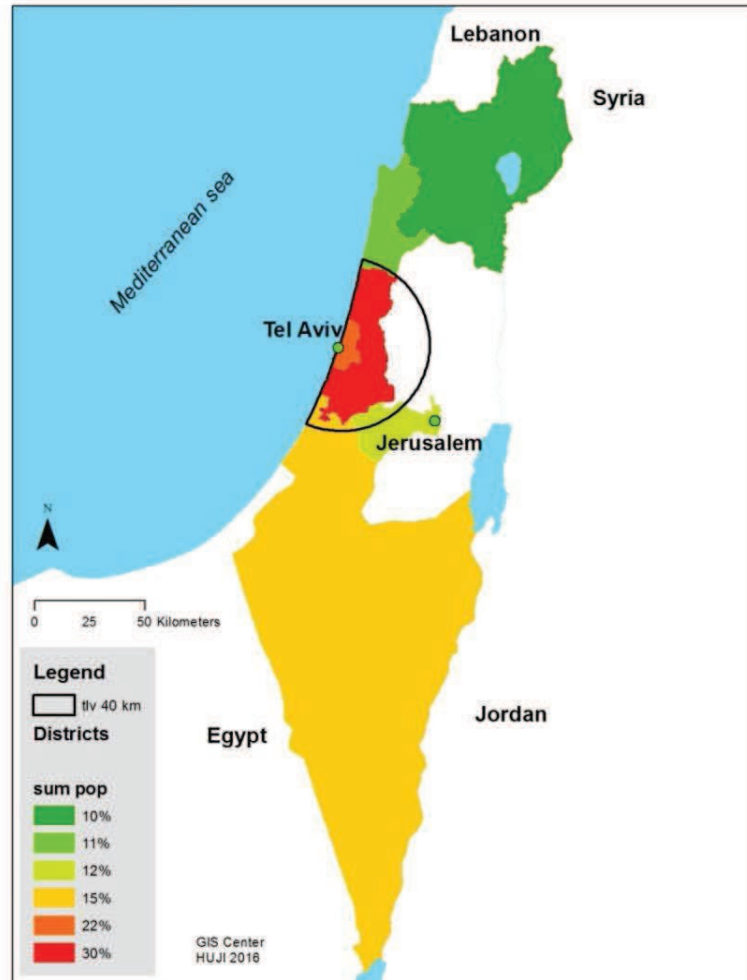 Lebanon
Syria
Mediterranean sea
Tel Aviv
Jerusalem
N
0 25 50 Kilometers
Legend
tlv 40 km
Districts
sum pop
10%
11%
12%
15%
22%
30%
Egypt
Jordan
GIS Center
HUJI 2016